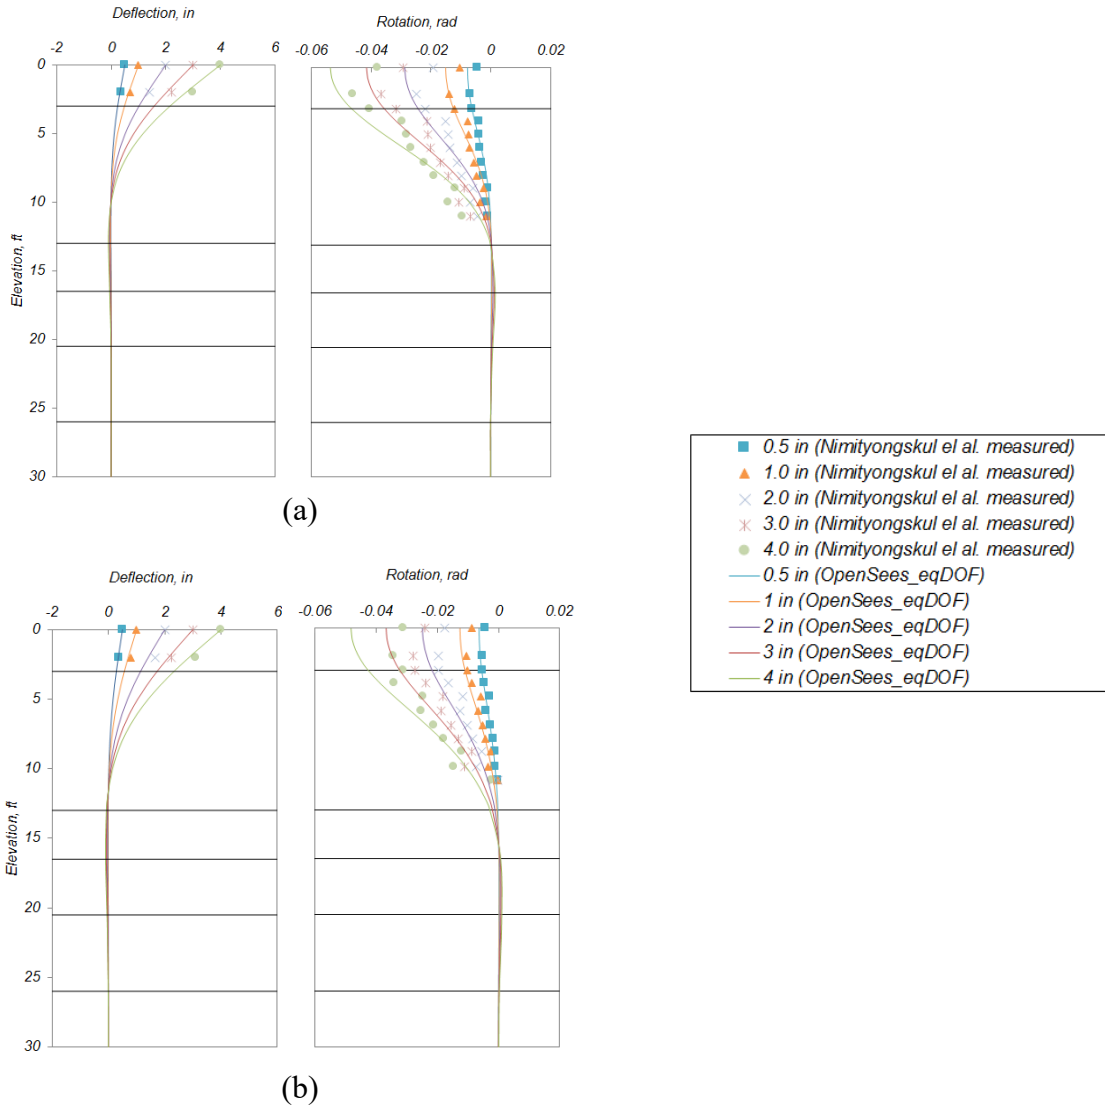 Deflection, in
-2 0 2 4 6
Rotation, rad
-0.06 -0.04 -0.02 0 0.02
0
5
10
15
20
25
30
Elevation, ft
(a)
Deflection, in
-2 0 2 4 6
Rotation, rad
-0.06 -0.04 -0.02 0 0.02
0
5
10
15
20
25
30
Elevation, ft
(b)
0.5 in (Nimityongskul el al. measured)
1.0 in (Nimityongskul et al. measured)
2.0 in (Nimityongskul et al. measured)
3.0 in (Nimityongskul et al. measured)
4.0 in (Nimityongskul et al. measured)
0.5 in (OpenSees_eqDOF)
1 in (OpenSees_eqDOF)
2 in (OpenSees_eqDOF)
3 in (OpenSees_eqDOF)
4 in (OpenSees_eqDOF)